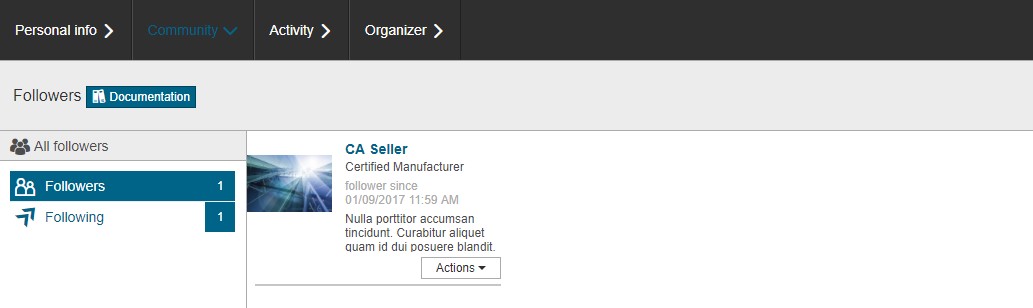 Personal info
Community
Activity
Organizer
Followers
Documentation
All followers
Followers 1
Following 1
CA Seller
Certified Manufacturer
follower since
01/09/2017 11:59 AM
Nulla porttitor accumsan
tincidunt. Curabitur aliquet
quam id dui posuere blandit.
Actions